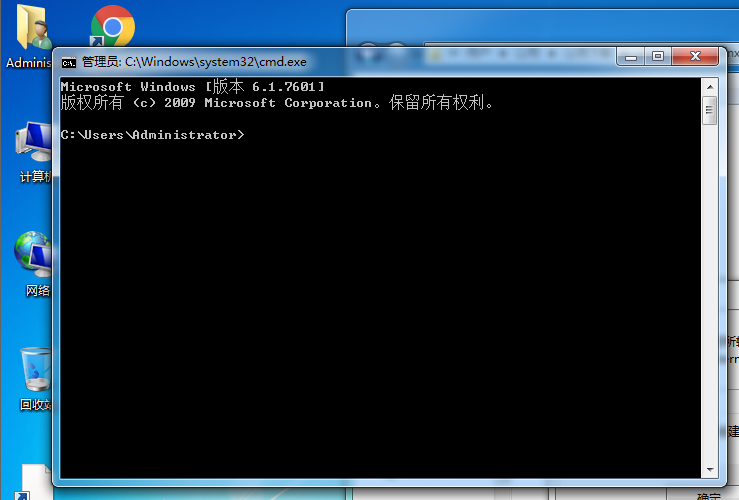 Adminis
管理员: C:\Windows\system32\cmd.exe
Microsoft Windows [版本 6.1.7601]
版权所有 (c) 2009 Microsoft Corporation。保留所有权利。
C:\Users\Administrator>
计算机
网络
回收站
建
确定